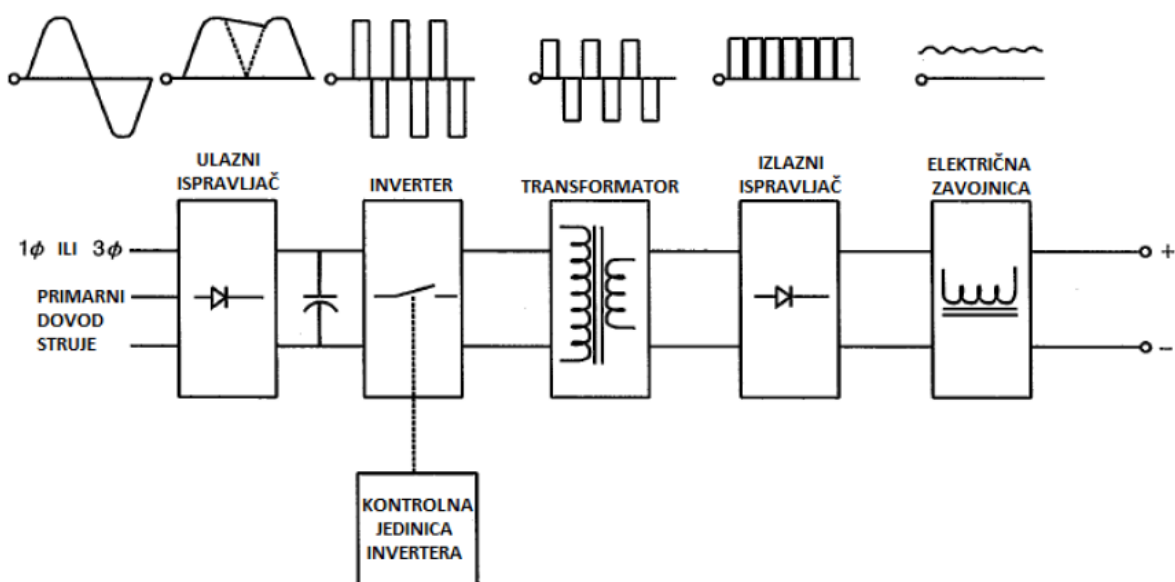 ULAZNI
ISPRAVLJAČ
INVERTER
TRANSFORMATOR
IZLAZNI
ISPRAVLJAČ
ELEKTRIČNA
ZAVOJNICA
1ϕ ILI 3ϕ
PRIMARNI
DOVOD
STRUJE
+
−
KONTROLNA
JEDINICA
INVERTERA